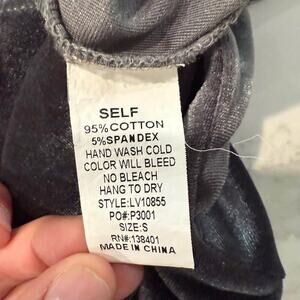 SELF
95%COTTON
5%SPANDEX
HAND WASH COLD
COLOR WILL BLEED
NO BLEACH
HANG TO DRY
STYLE:LV10855
PO#:P3001
SIZE:S
RN#:138401
MADE IN CHINA